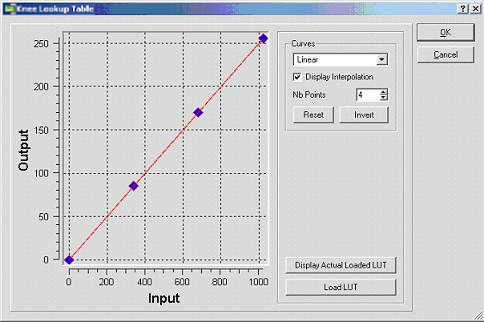 Knee Lookup Table
OK
Cancel
Curves
Linear
Display Interpolation
Nb Points
4
Reset
Invert
Display Actual Loaded LUT
Load LUT
Output
250
200
150
100
50
0
0 200 400 600 800 1000
Input